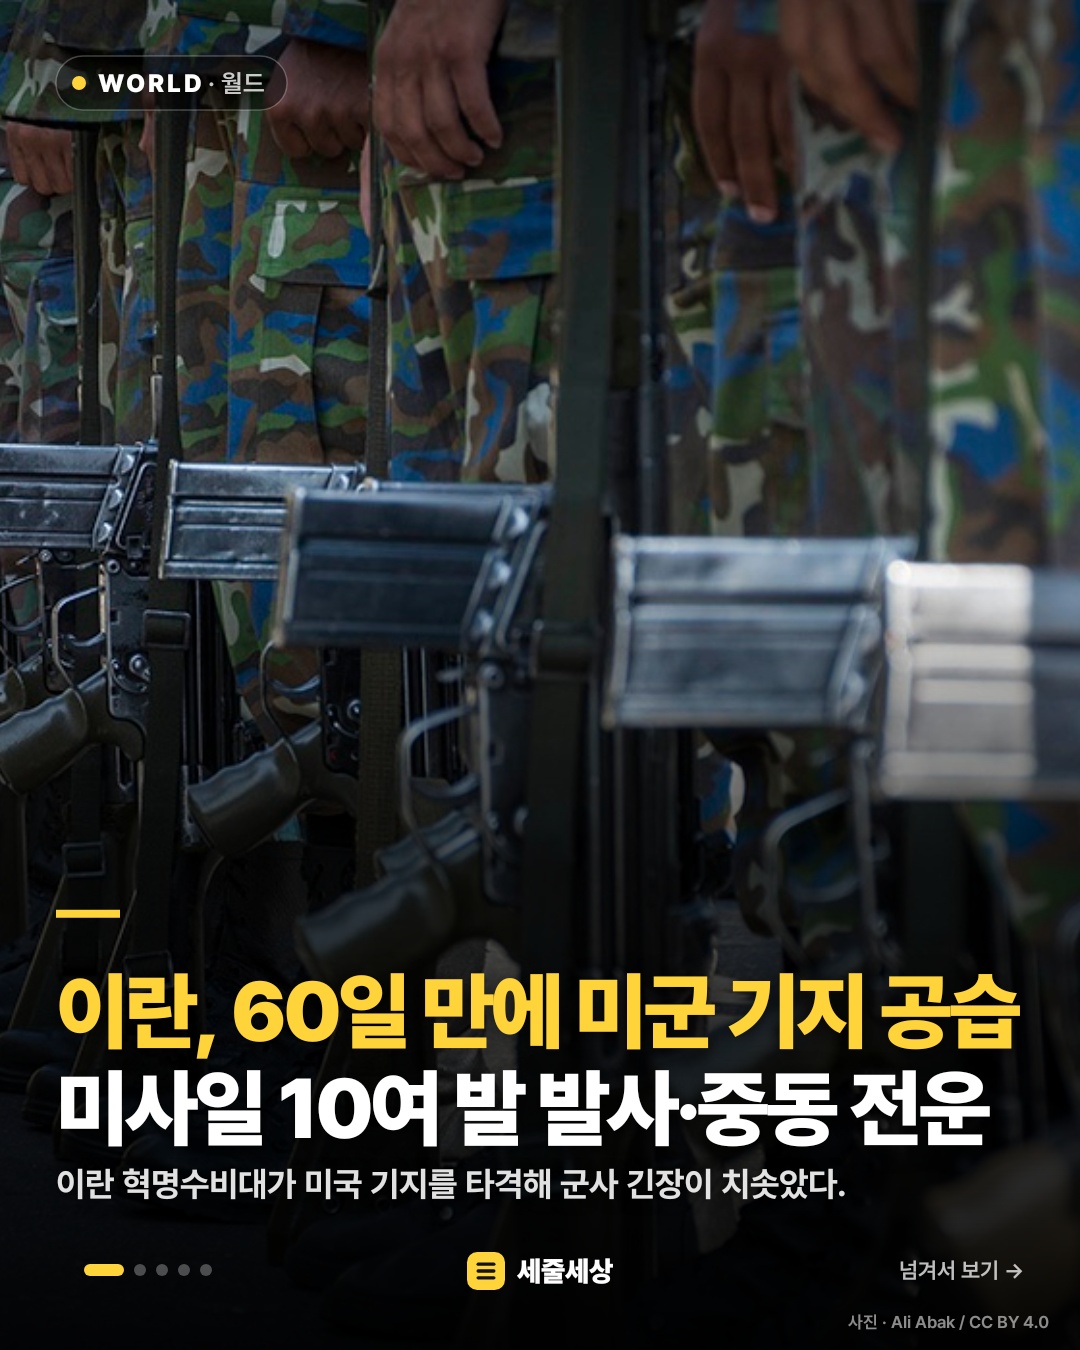 WORLD · 월드
이란, 60일 만에 미군 기지 공습
미사일 10여 발 발사·중동 전운
이란 혁명수비대가 미국 기지를 타격해 군사 긴장이 치솟았다.
세줄세상
넘겨서 보기 →
사진 · Ali Abak / CC BY 4.0